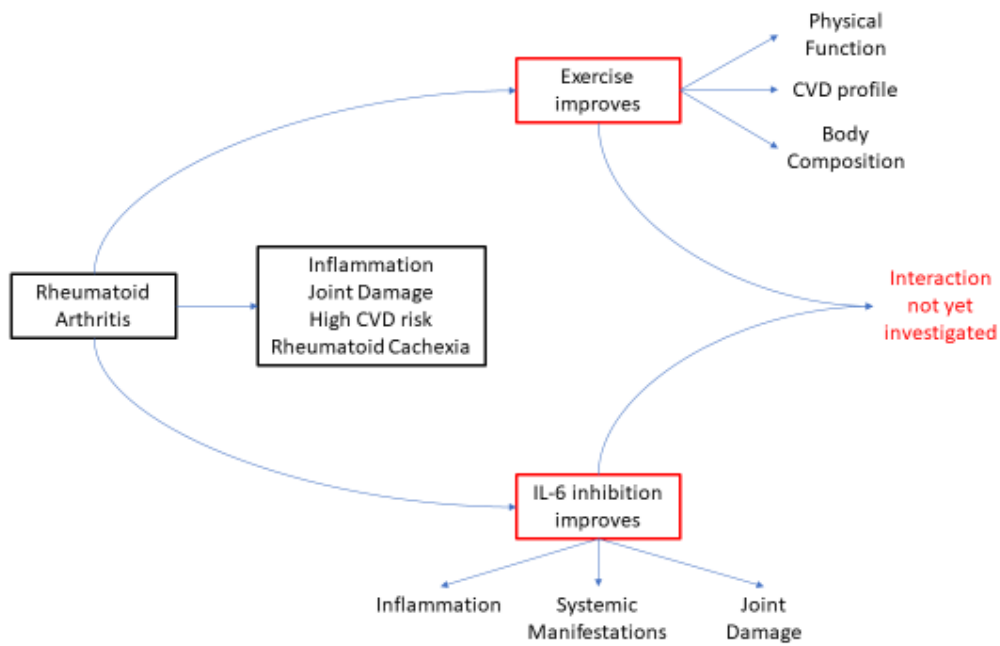 Physical
Function
Exercise
improves
CVD profile
Body
Composition
Rheumatoid
Arthritis
Inflammation
Joint Damage
High CVD risk
Rheumatoid Cachexia
Interaction
not yet
investigated
IL-6 inhibition
improves
Inflammation
Systemic
Manifestations
Joint
Damage